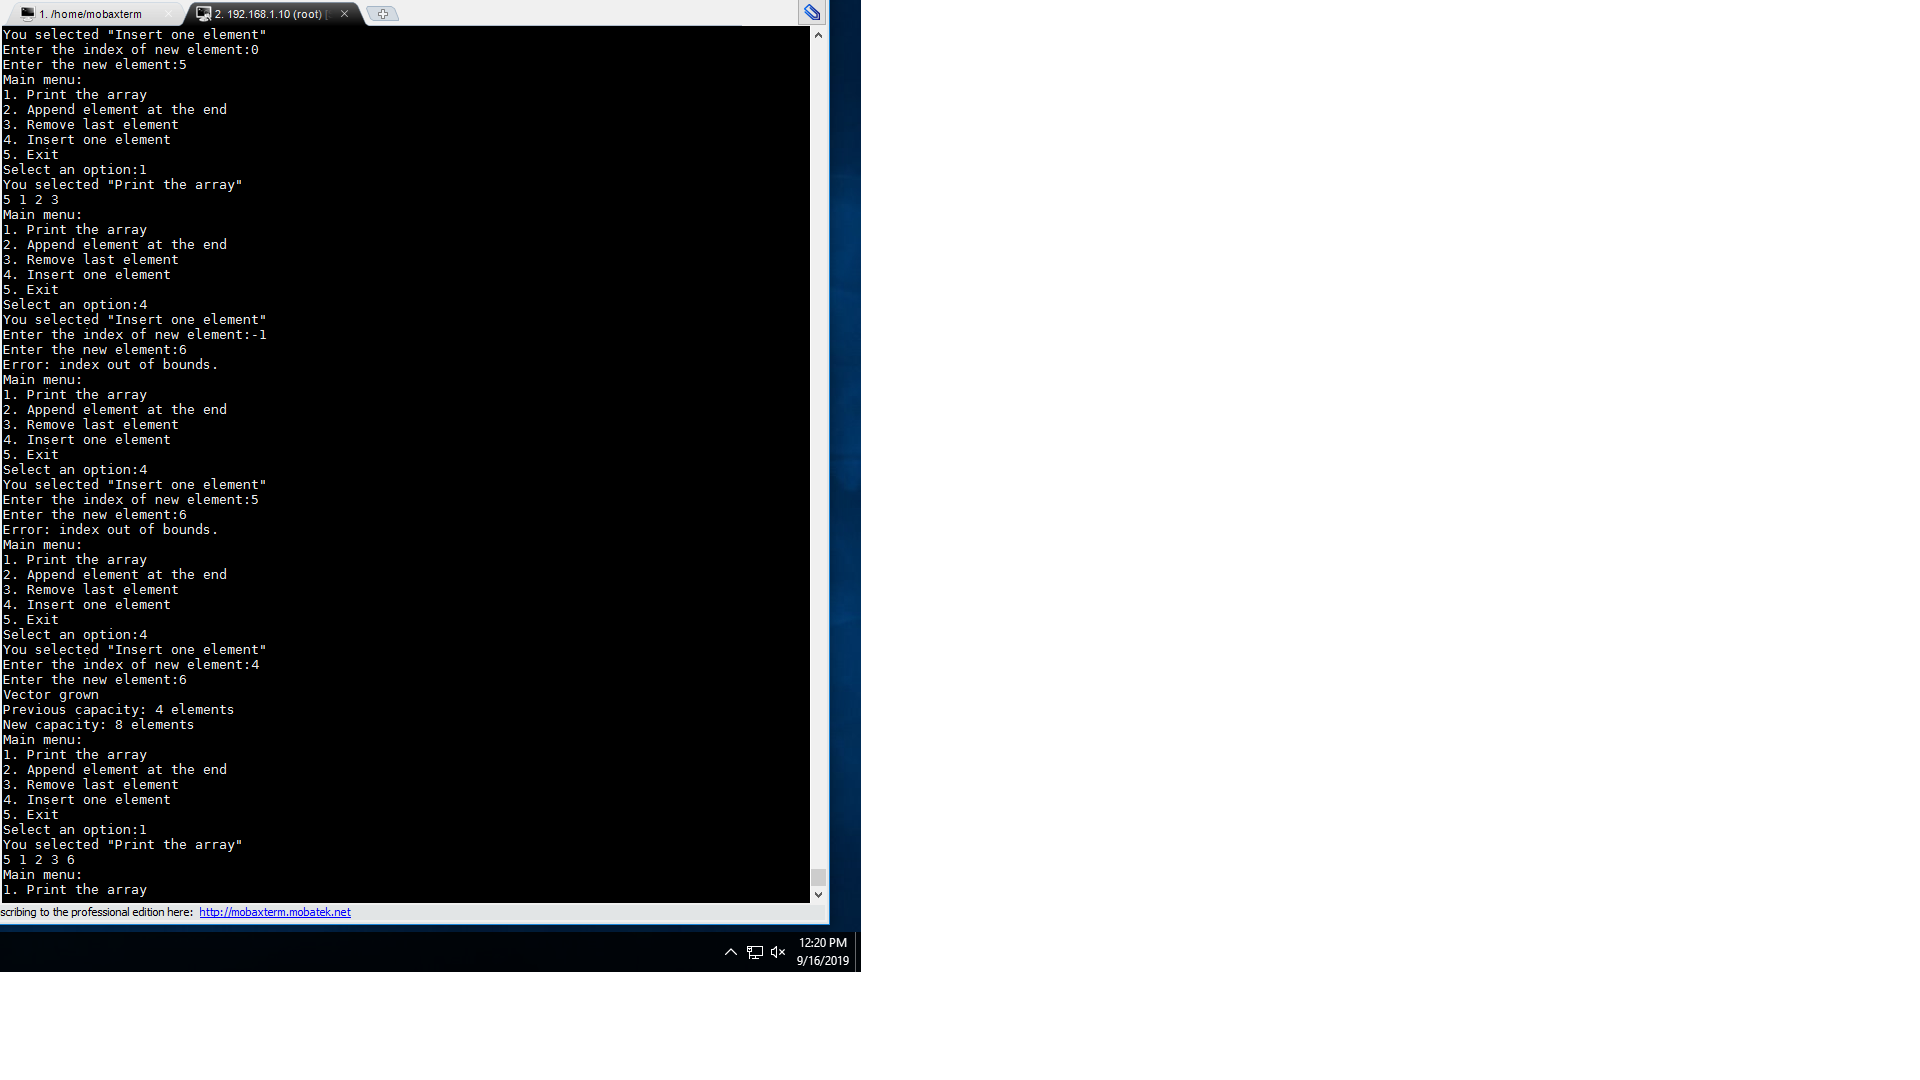 1. /home/mobaxterm
2. 192.168.1.10 (root)
You selected "Insert one element"
Enter the index of new element:0
Enter the new element:5
Main menu:
1. Print the array
2. Append element at the end
3. Remove last element
4. Insert one element
5. Exit
Select an option:1
You selected "Print the array"
5 1 2 3
Main menu:
1. Print the array
2. Append element at the end
3. Remove last element
4. Insert one element
5. Exit
Select an option:4
You selected "Insert one element"
Enter the index of new element:-1
Enter the new element:6
Error: index out of bounds.
Main menu:
1. Print the array
2. Append element at the end
3. Remove last element
4. Insert one element
5. Exit
Select an option:4
You selected "Insert one element"
Enter the index of new element:5
Enter the new element:6
Error: index out of bounds.
Main menu:
1. Print the array
2. Append element at the end
3. Remove last element
4. Insert one element
5. Exit
Select an option:4
You selected "Insert one element"
Enter the index of new element:4
Enter the new element:6
Vector grown
Previous capacity: 4 elements
New capacity: 8 elements
Main menu:
1. Print the array
2. Append element at the end
3. Remove last element
4. Insert one element
5. Exit
Select an option:1
You selected "Print the array"
5 1 2 3 6
Main menu:
1. Print the array
scribing to the professional edition here: http://mobaxterm.mobatek.net
12:20 PM
9/16/2019